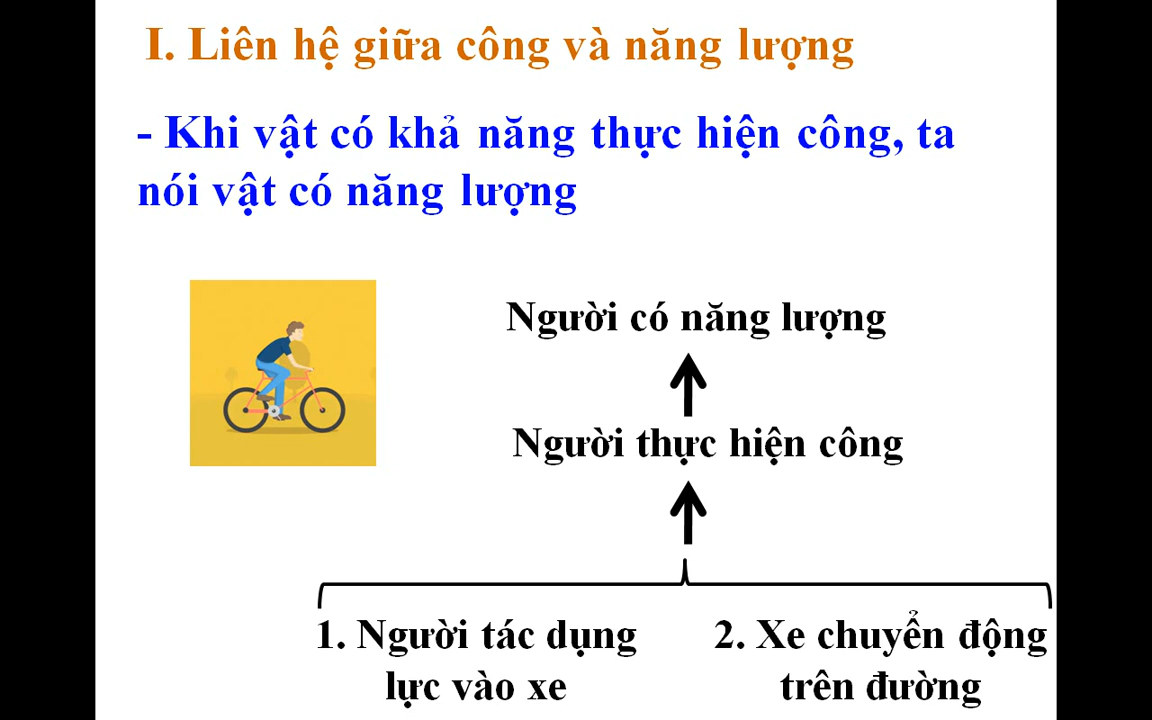 I. Liên hệ giữa công và năng lượng
- Khi vật có khả năng thực hiện công, ta
nói vật có năng lượng
Người có năng lượng
Người thực hiện công
1. Người tác dụng
lực vào xe
2. Xe chuyển động
trên đường